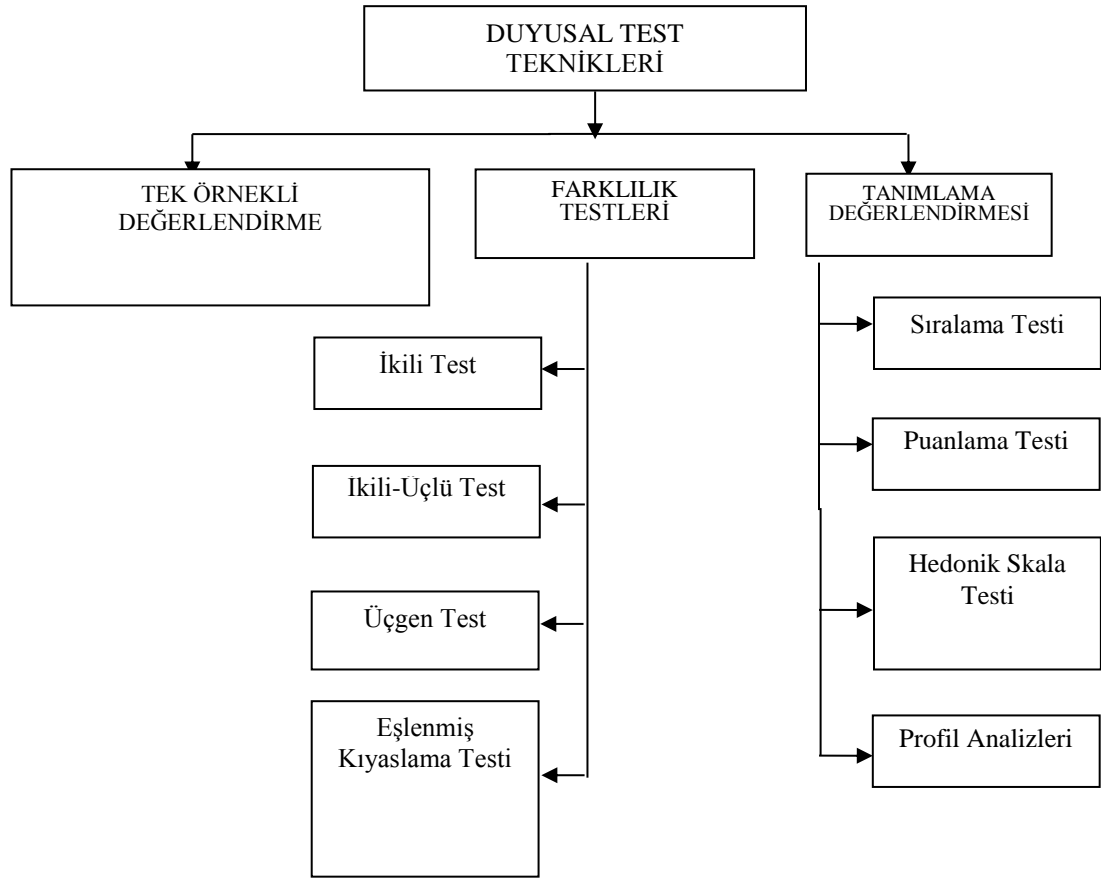 DUYUSAL TEST
TEKNİKLERİ
TEK ÖRNEKLİ
DEĞERLENDİRME
FARKLILIK
TESTLERİ
TANIMLAMA
DEĞERLENDİRMESİ
İkili Test
İkili-Üçlü Test
Üçgen Test
Eşlenmiş
Kıyaslama Testi
Sıralama Testi
Puanlama Testi
Hedonik Skala
Testi
Profil Analizleri